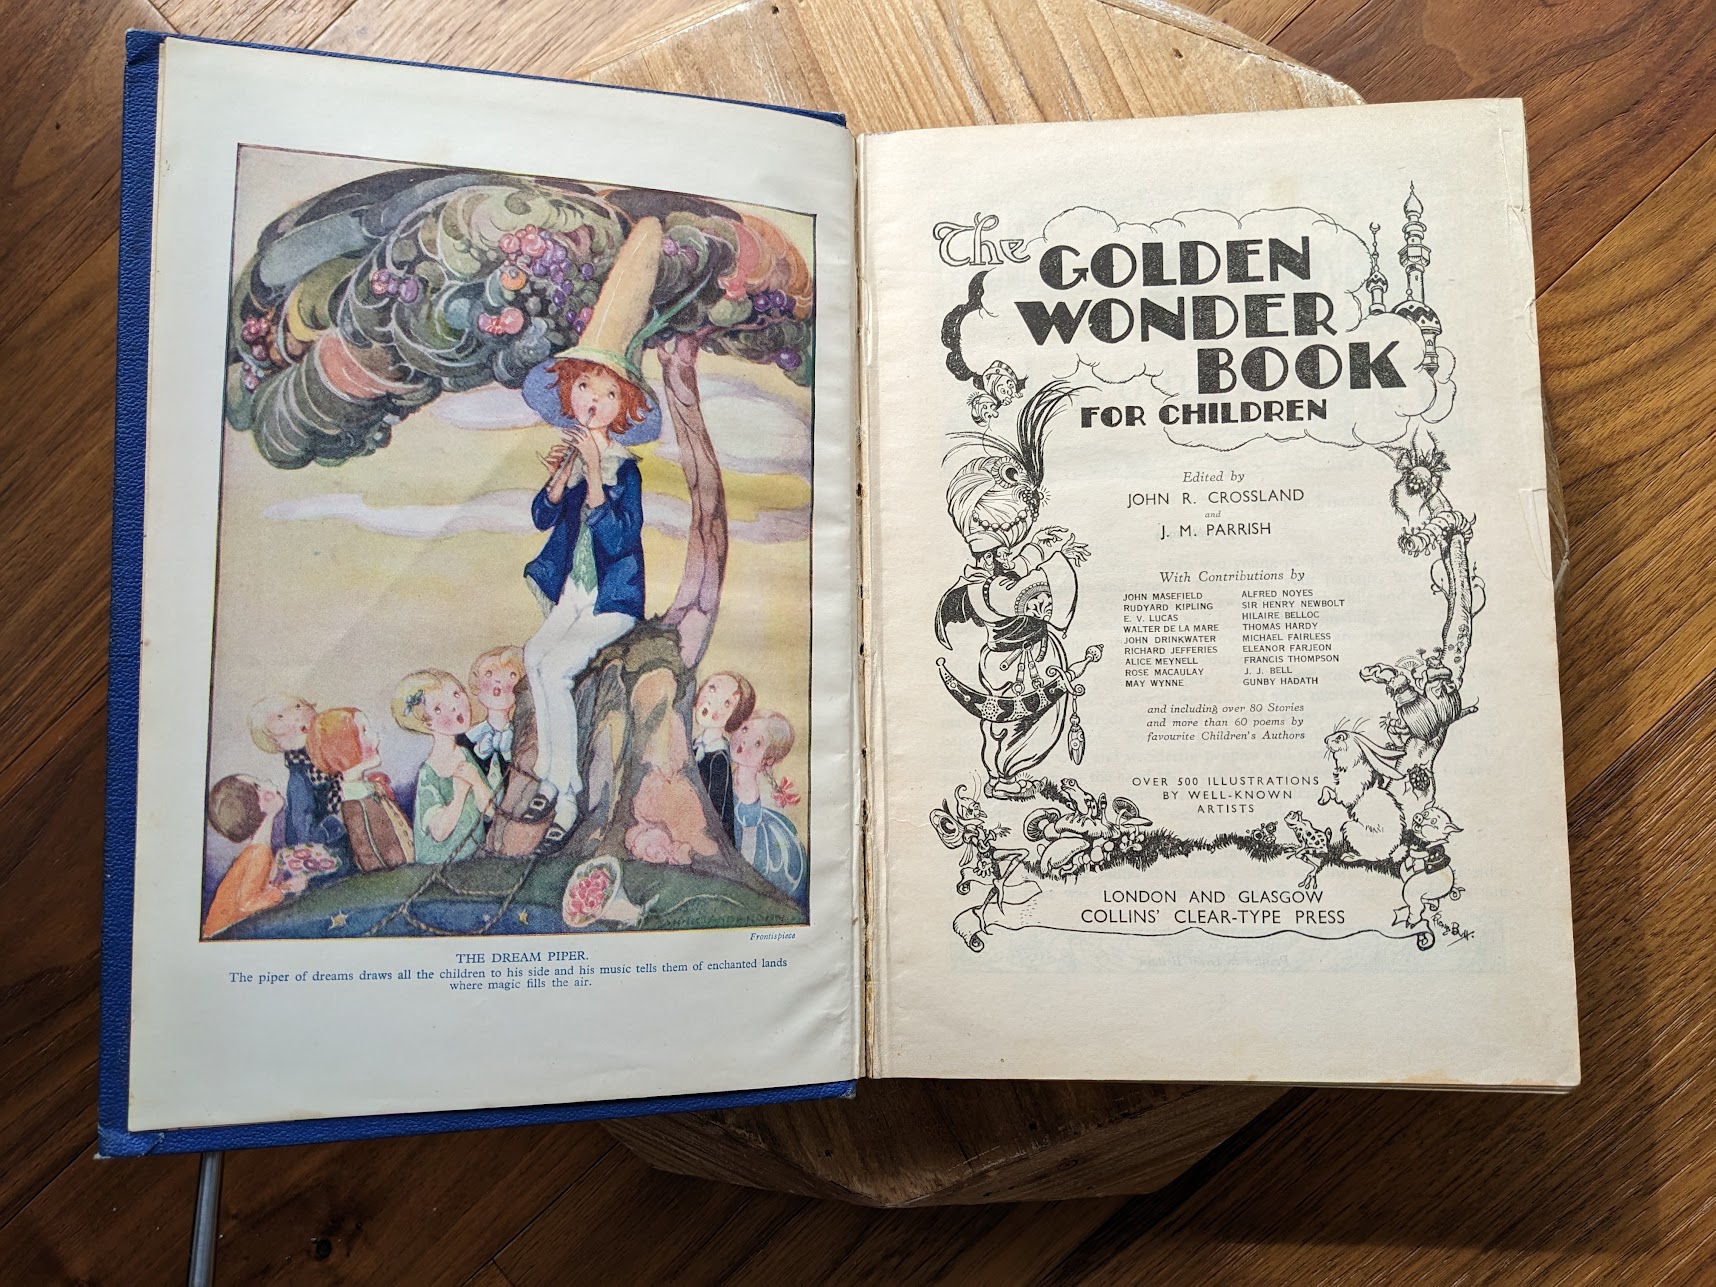 Frontispiece
THE DREAM PIPER.
The piper of dreams draws all the children to his side and his music tells them of enchanted lands
where magic fills the air.
The
GOLDEN
WONDER
BOOK
FOR CHILDREN
Edited by
JOHN R. CROSSLAND
and
J. M. PARRISH
With Contributions by
JOHN MASEFIELD
RUDYARD KIPLING
E. V. LUCAS
WALTER DE LA MARE
JOHN DRINKWATER
RICHARD JEFFERIES
ALICE MEYNELL
ROSE MACAULAY
MAY WYNNE
ALFRED NOYES
SIR HENRY NEWBOLT
HILAIRE BELLOC
THOMAS HARDY
MICHAEL FAIRLESS
ELEANOR FARJEON
FRANCIS THOMPSON
J. J. BELL
GUNBY HADATH
and including over 80 Stories
and more than 60 poems by
favourite Children's Authors
OVER 500 ILLUSTRATIONS
BY WELL-KNOWN
ARTISTS
LONDON AND GLASGOW
COLLINS' CLEAR-TYPE PRESS